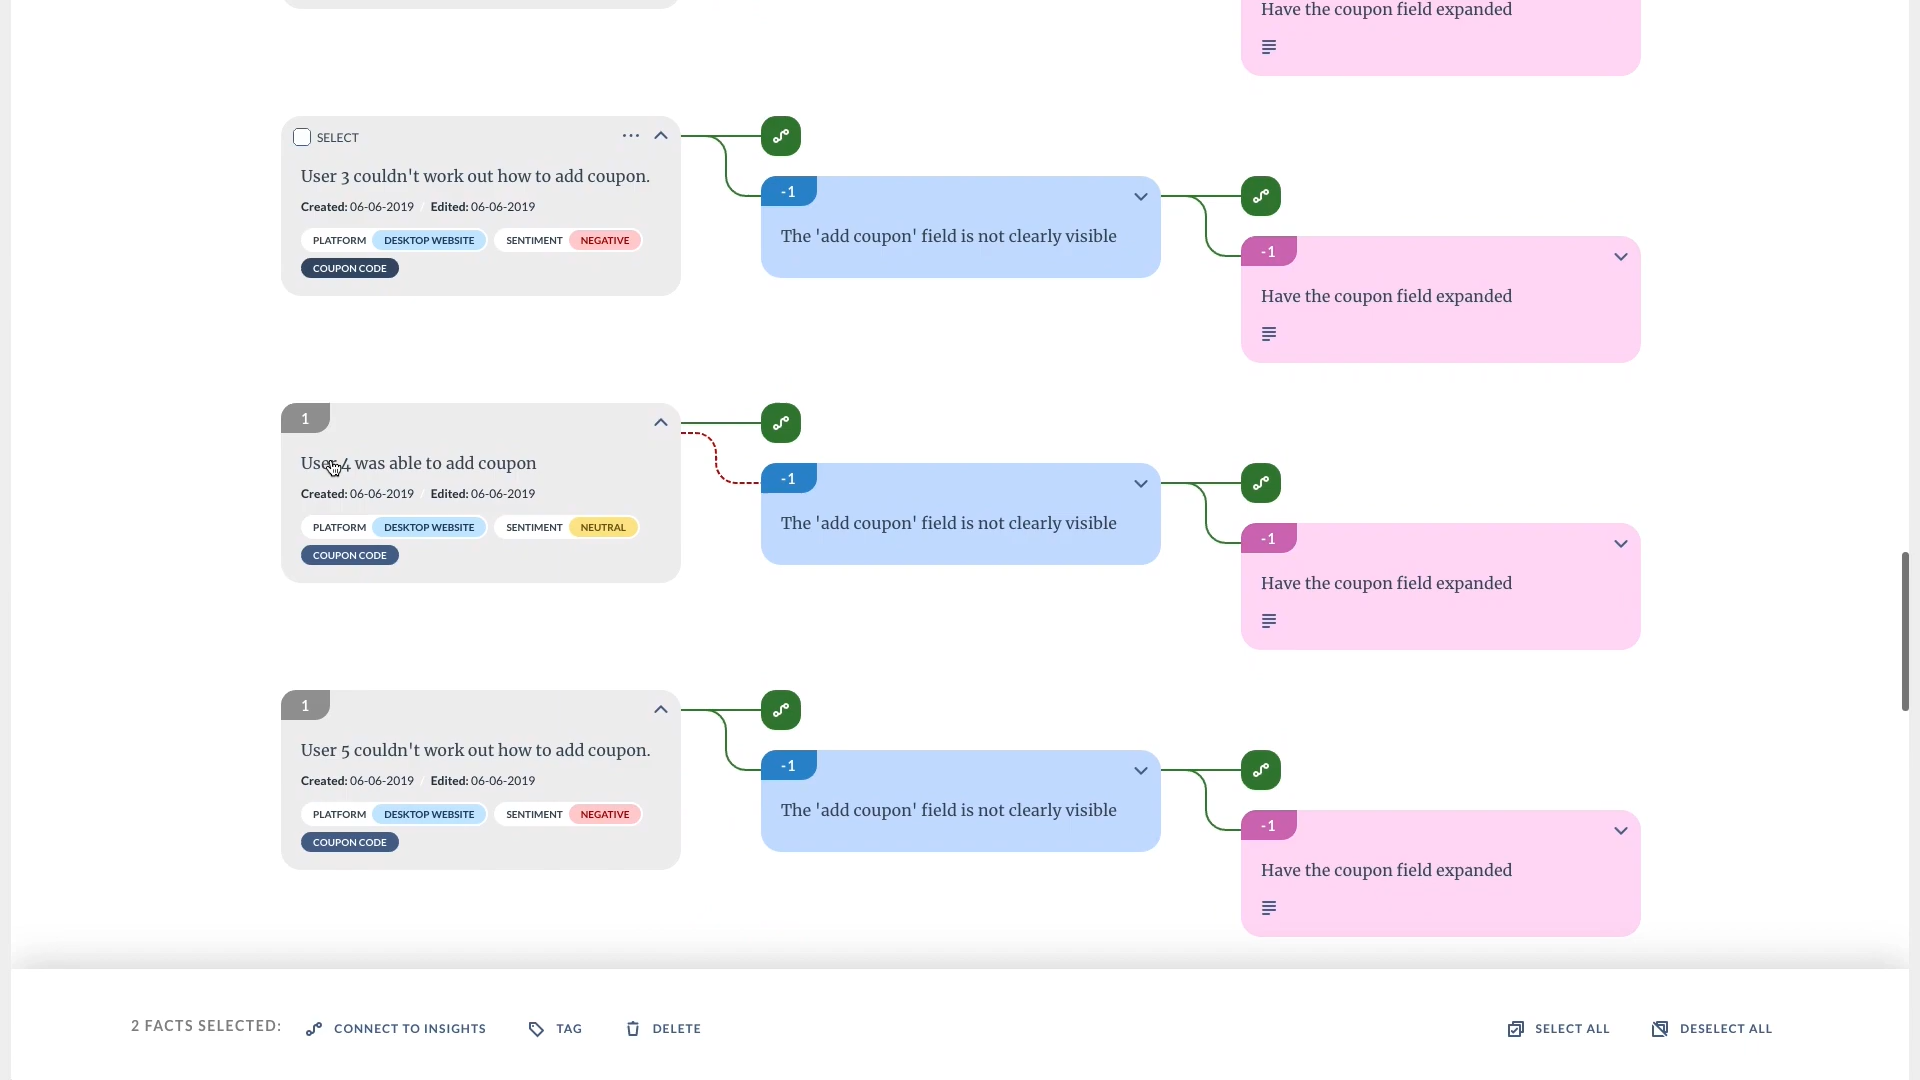 Have the coupon field expanded
SELECT
User 3 couldn't work out how to add coupon.
Created: 06-06-2019 Edited: 06-06-2019
PLATFORM DESKTOP WEBSITE SENTIMENT NEGATIVE
COUPON CODE
-1
The 'add coupon' field is not clearly visible
-1
Have the coupon field expanded
1
User 4 was able to add coupon
Created: 06-06-2019 Edited: 06-06-2019
PLATFORM DESKTOP WEBSITE SENTIMENT NEUTRAL
COUPON CODE
-1
The 'add coupon' field is not clearly visible
-1
Have the coupon field expanded
1
User 5 couldn't work out how to add coupon.
Created: 06-06-2019 Edited: 06-06-2019
PLATFORM DESKTOP WEBSITE SENTIMENT NEGATIVE
COUPON CODE
-1
The 'add coupon' field is not clearly visible
-1
Have the coupon field expanded
2 FACTS SELECTED: CONNECT TO INSIGHTS TAG DELETE SELECT ALL DESELECT ALL